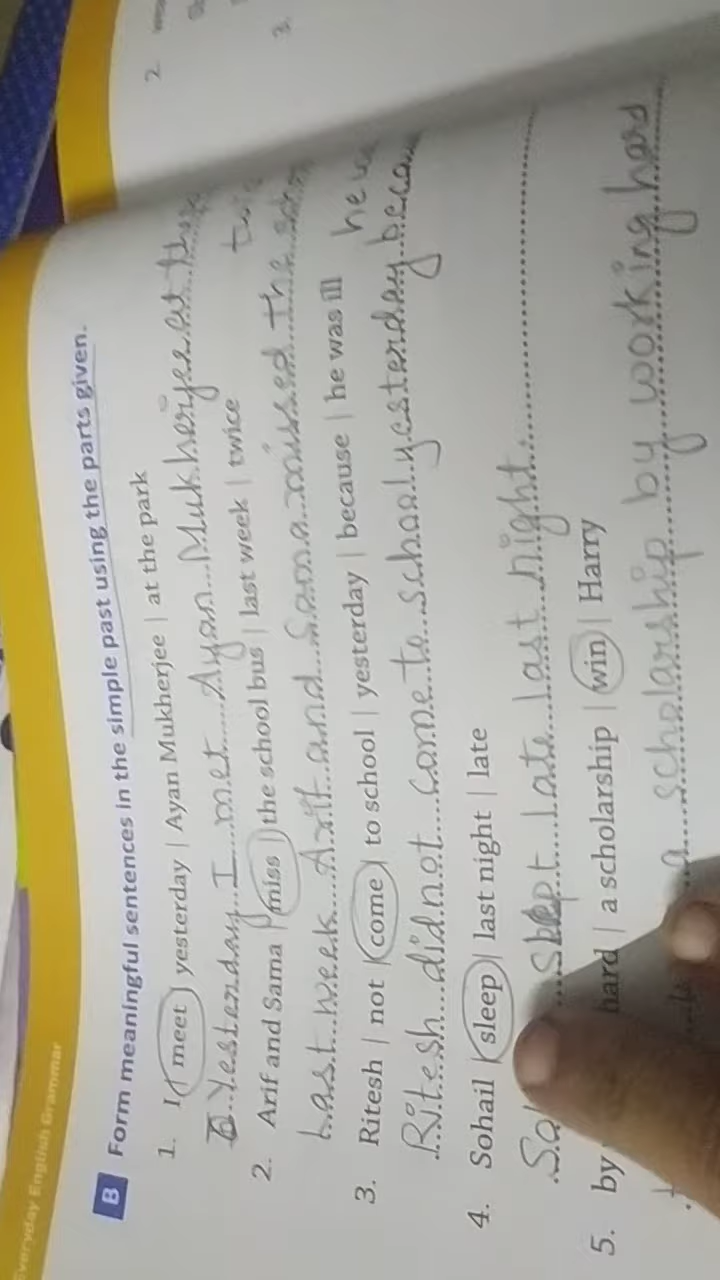 Everyday English Grammar
B Form meaningful sentences in the simple past using the parts given.
1. I | meet | yesterday | Ayan Mukherjee | at the park
Yesterday I met Ayan Mukherjee at the
2. Arif and Sama | miss | the school bus | last week | twice
Last week Arif and Sama missed the
3. Ritesh | not | come | to school | yesterday | because | he was ill
Ritesh did not come to school yesterday
4. Sohail | sleep | last night | late
slept late last night.
5. by hard | a scholarship | win | Harry
a scholarship by working hard
2.
3.